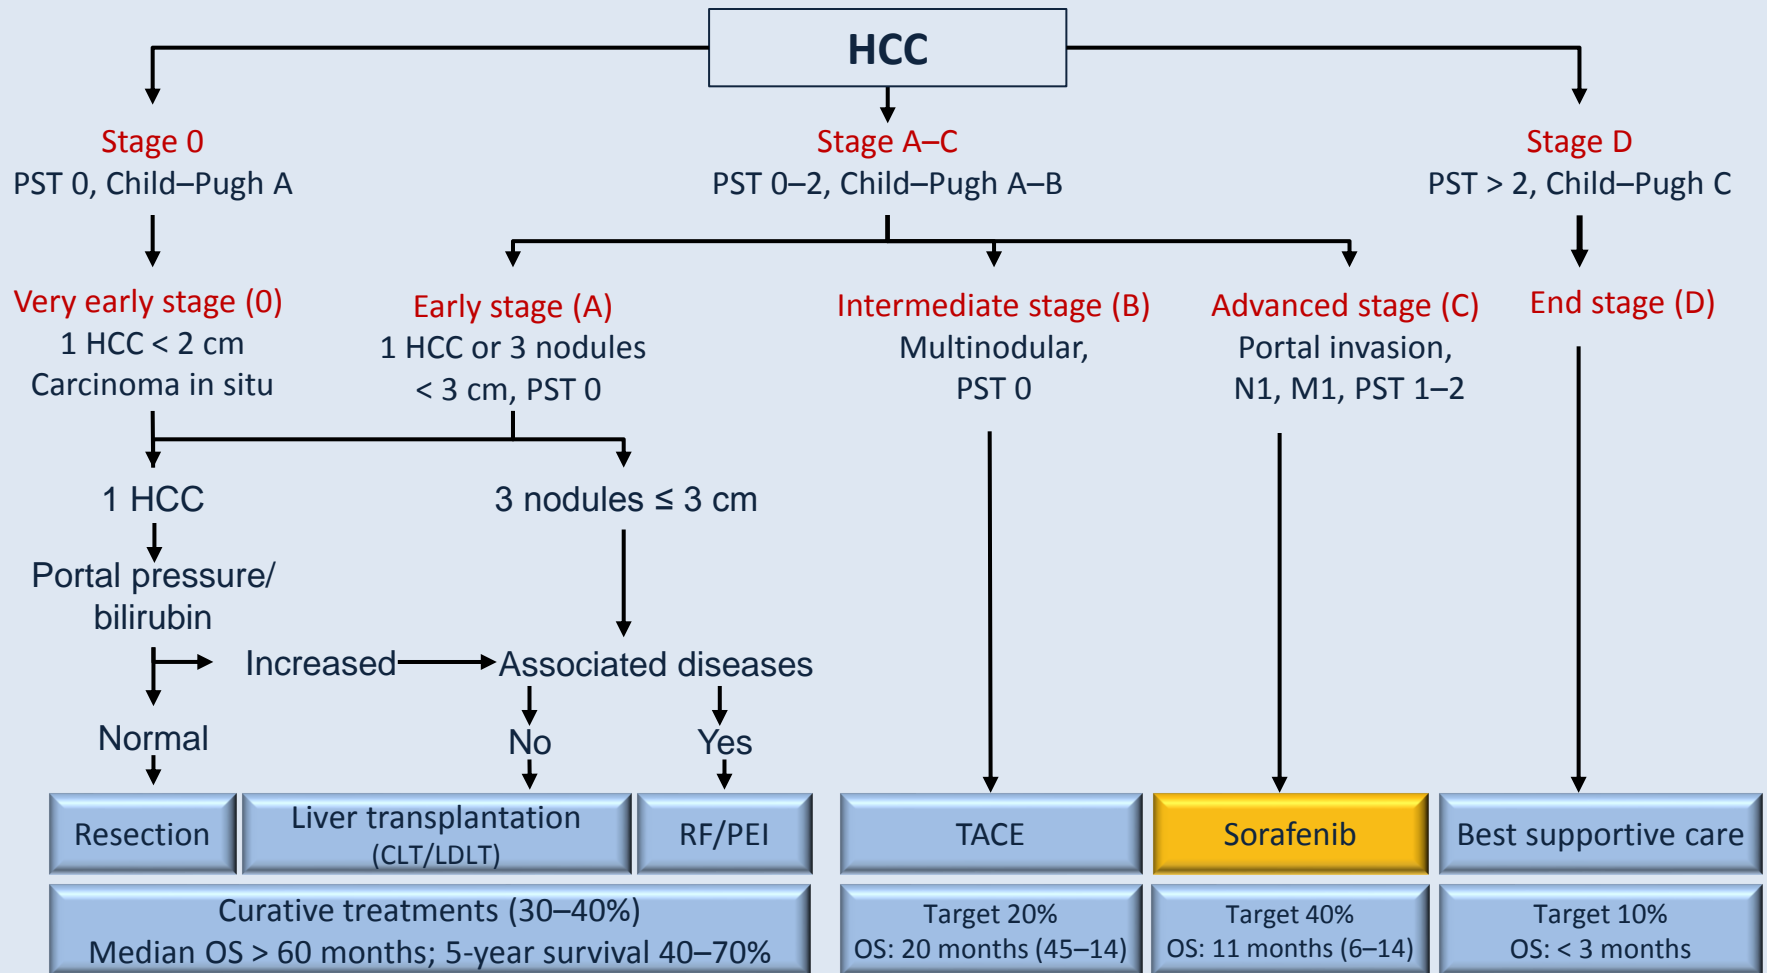 HCC
Stage 0
PST 0, Child–Pugh A
Stage A–C
PST 0–2, Child–Pugh A–B
Stage D
PST > 2, Child–Pugh C
Very early stage (0)
1 HCC < 2 cm
Carcinoma in situ
Early stage (A)
1 HCC or 3 nodules
< 3 cm, PST 0
Intermediate stage (B)
Multinodular,
PST 0
Advanced stage (C)
Portal invasion,
N1, M1, PST 1–2
End stage (D)
1 HCC
3 nodules ≤ 3 cm
Portal pressure/
bilirubin
Increased
Associated diseases
Normal
No
Yes
Resection
Liver transplantation
(CLT/LDLT)
RF/PEI
TACE
Sorafenib
Best supportive care
Curative treatments (30–40%)
Median OS > 60 months; 5-year survival 40–70%
Target 20%
OS: 20 months (45–14)
Target 40%
OS: 11 months (6–14)
Target 10%
OS: < 3 months